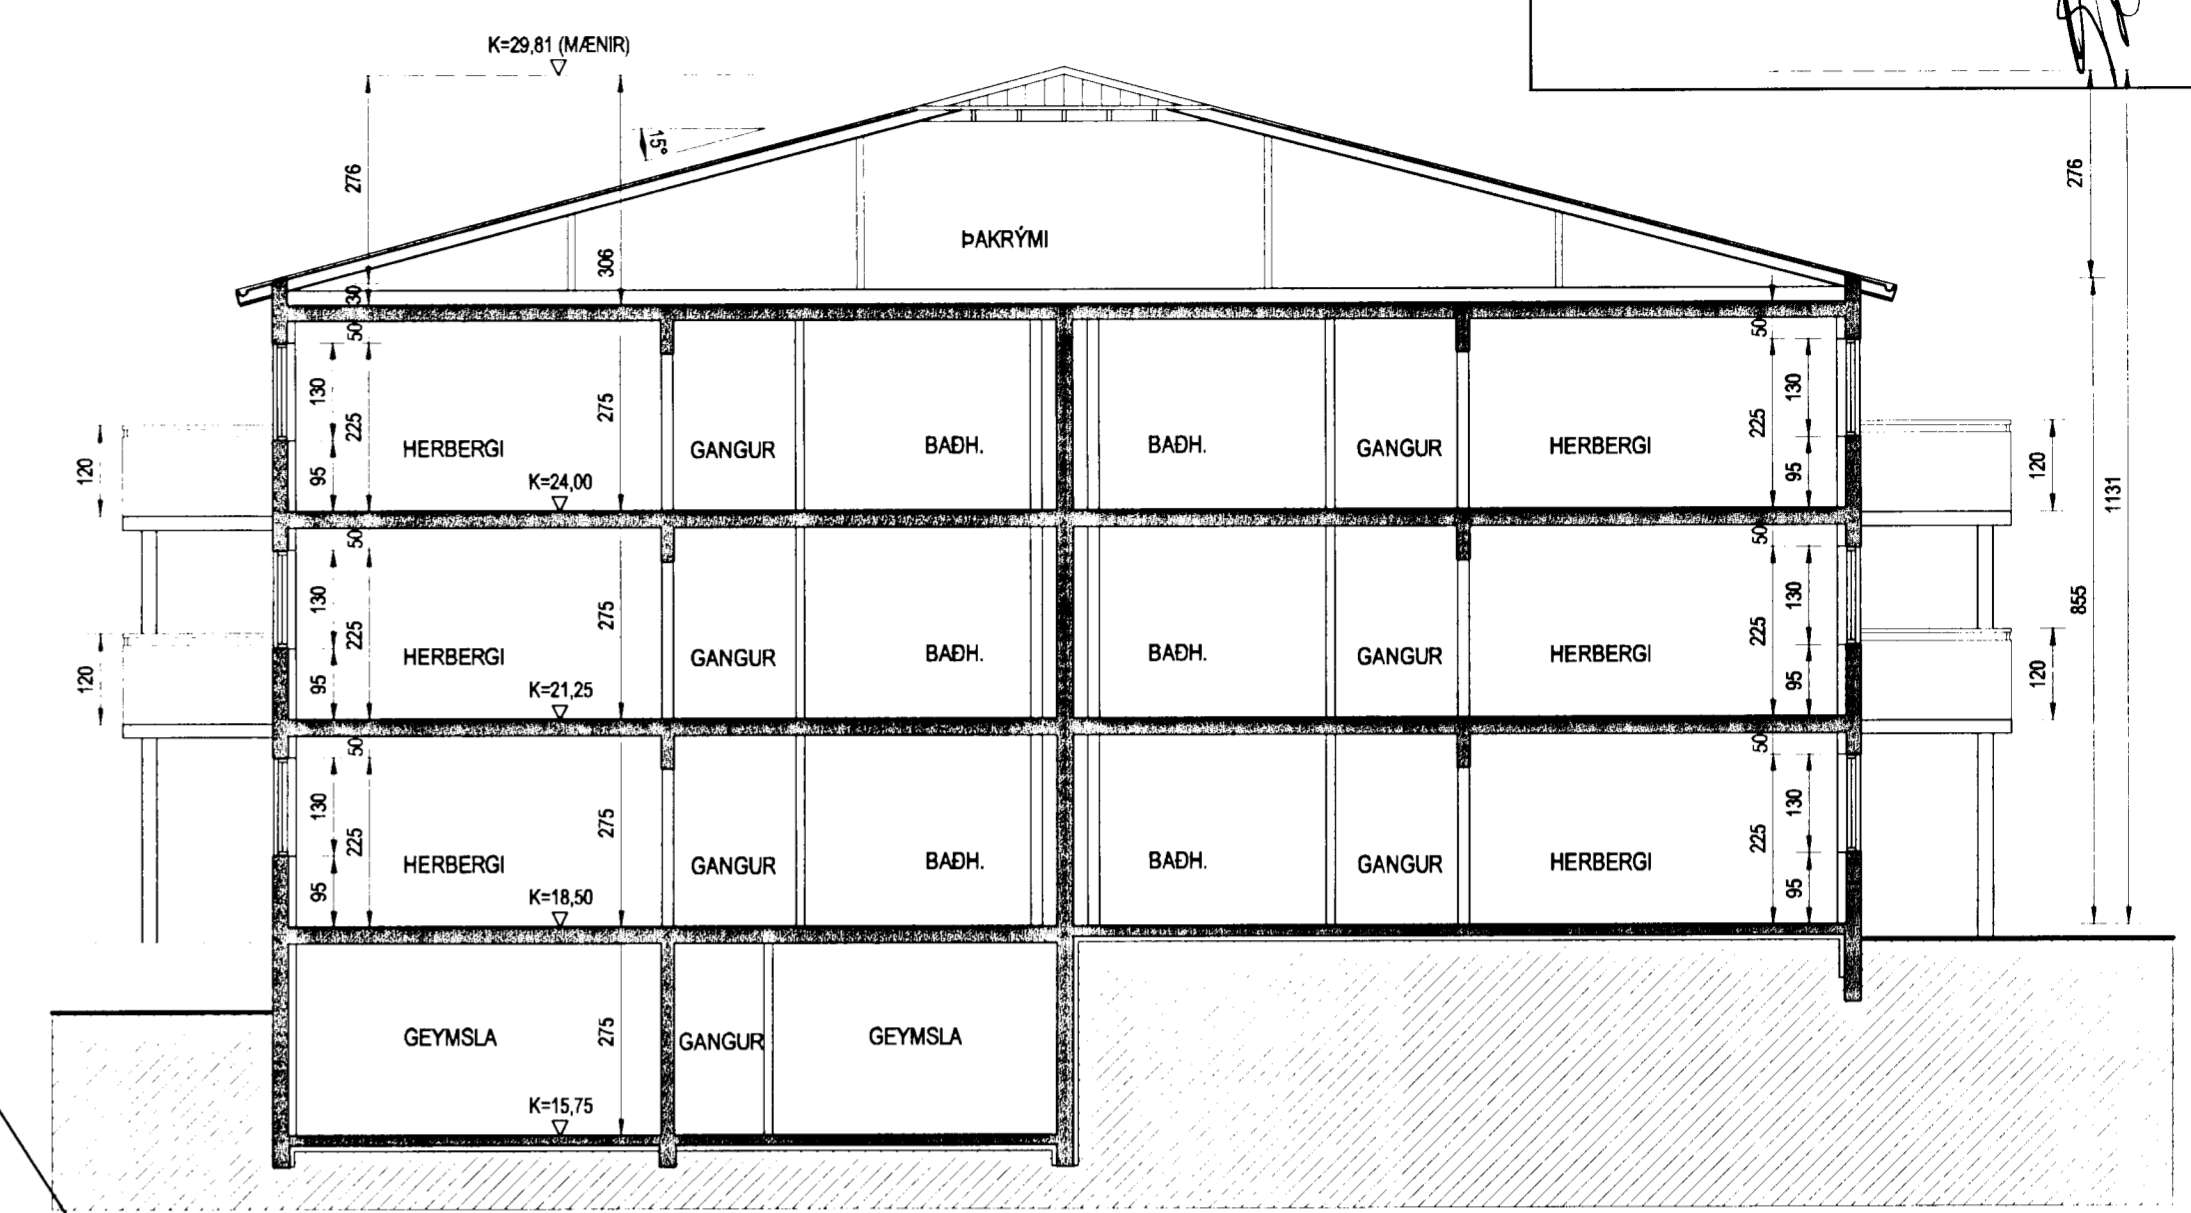 K=29,81 (MÆNIR)
15°
276
306
276
ÞAKRÝMI
30
50
50
130
225
95
275
130
225
95
120
120
HERBERGI
GANGUR
BAÐH.
BAÐH.
GANGUR
HERBERGI
K=24,00
1131
855
50
50
130
225
95
275
130
225
95
120
120
HERBERGI
GANGUR
BAÐH.
BAÐH.
GANGUR
HERBERGI
K=21,25
50
50
130
225
95
275
130
225
95
HERBERGI
GANGUR
BAÐH.
BAÐH.
GANGUR
HERBERGI
K=18,50
GEYMSLA
275
GANGUR
GEYMSLA
K=15,75